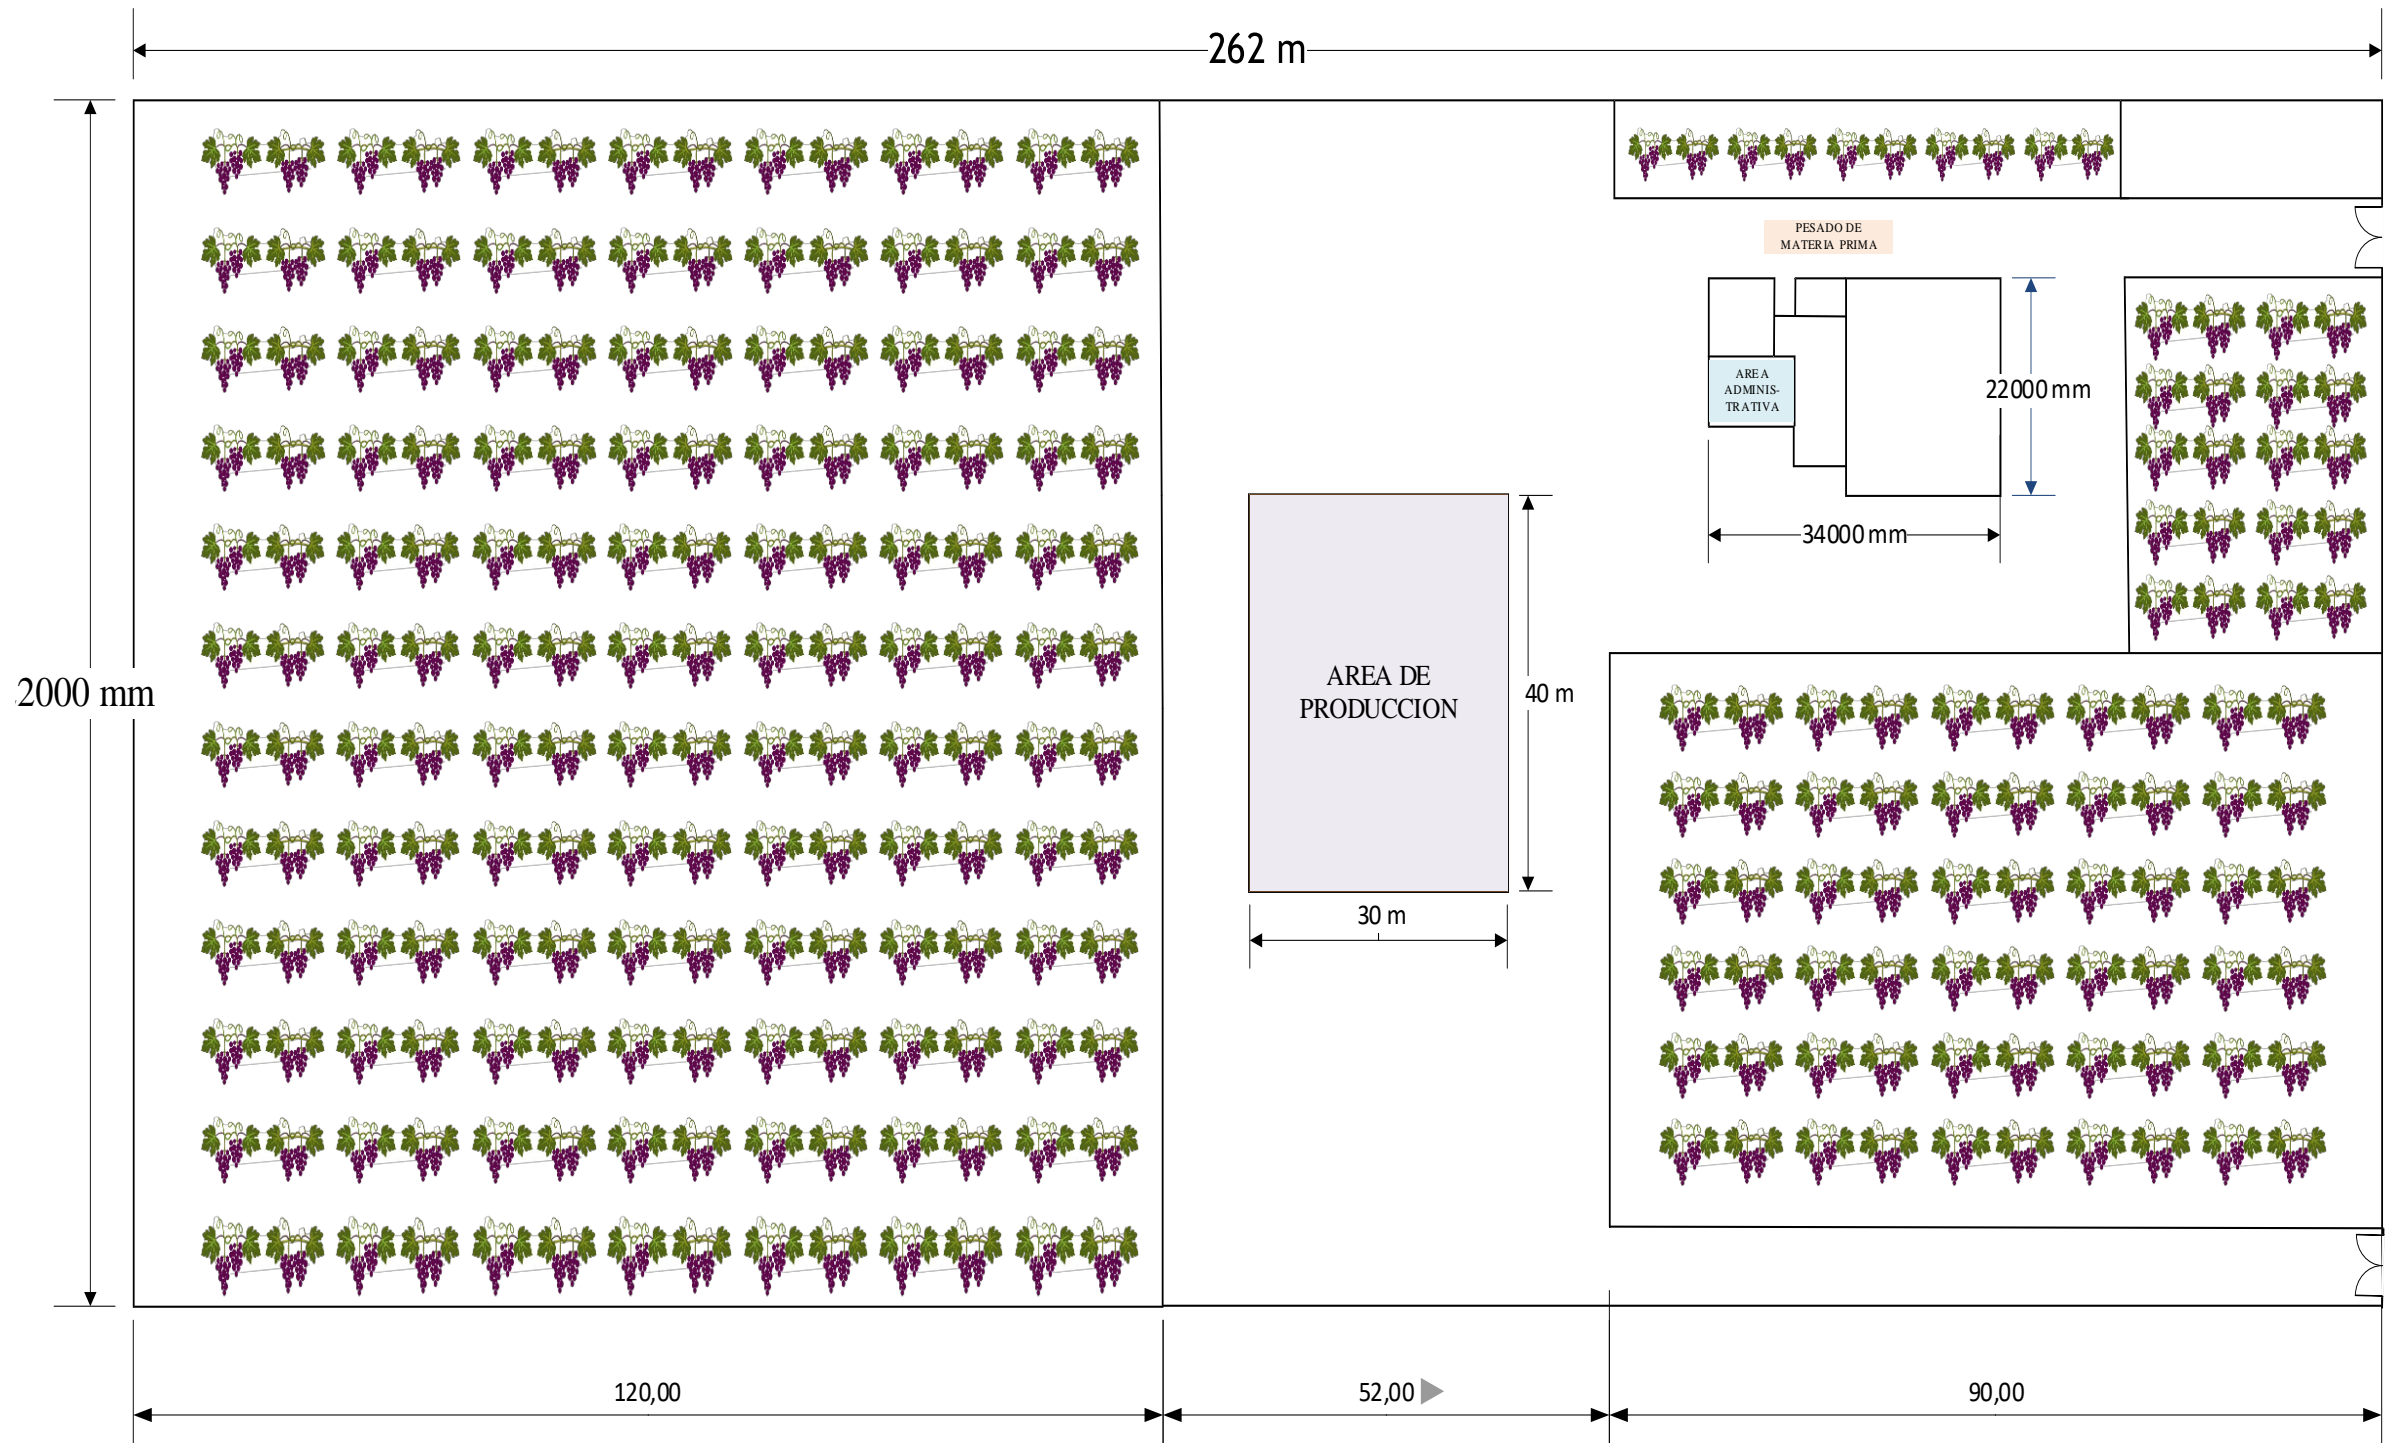 262 m
PESADO DE
MATERIA PRIMA
AREA
ADMINIS-
TRATIVA
22000 mm
34000 mm
2000 mm
AREA DE
PRODUCCION
40 m
30 m
120,00
52,00
90,00